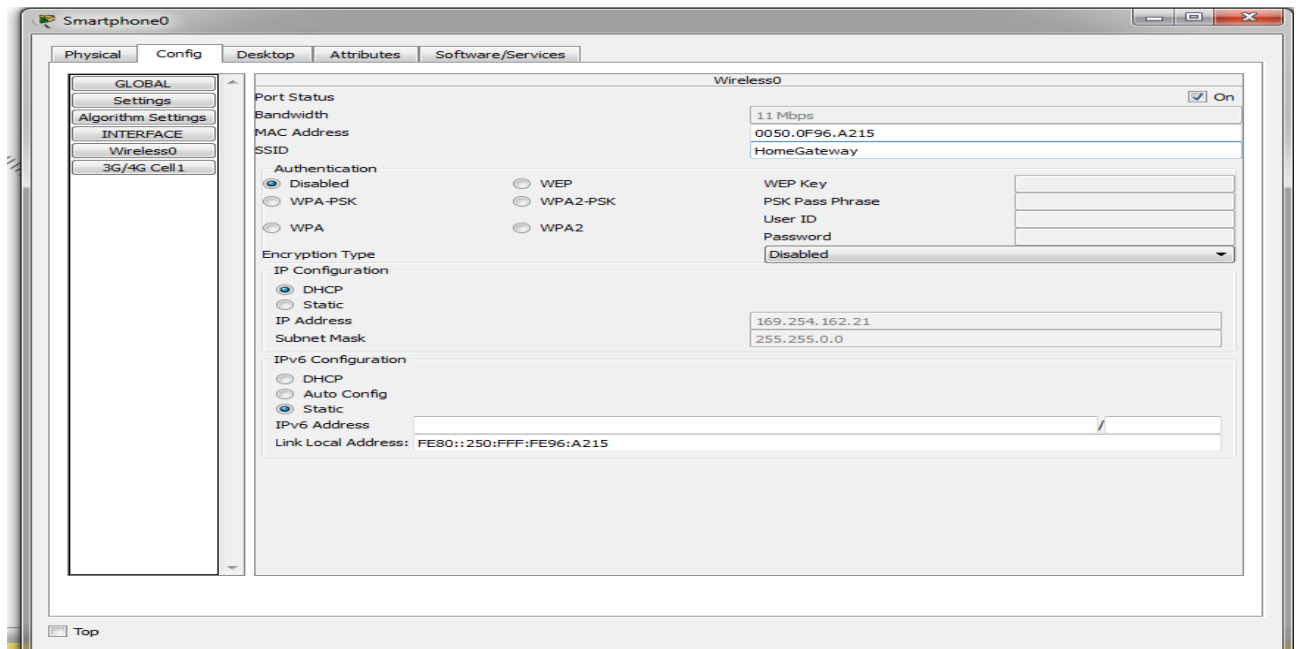 Smartphone0
Physical Config Desktop Attributes Software/Services
GLOBAL
Settings
Algorithm Settings
INTERFACE
Wireless0
3G/4G Cell1
Wireless0
Port Status On
Bandwidth 11 Mbps
MAC Address 0050.0F96.A215
SSID HomeGateway
Authentication
Disabled WEP WEP Key
WPA-PSK WPA2-PSK PSK Pass Phrase
User ID
WPA WPA2
Password
Encryption Type Disabled
IP Configuration
DHCP
Static
IP Address 169.254.162.21
Subnet Mask 255.255.0.0
IPv6 Configuration
DHCP
Auto Config
Static
IPv6 Address /
Link Local Address: FE80::250:FFF:FE96:A215
Top